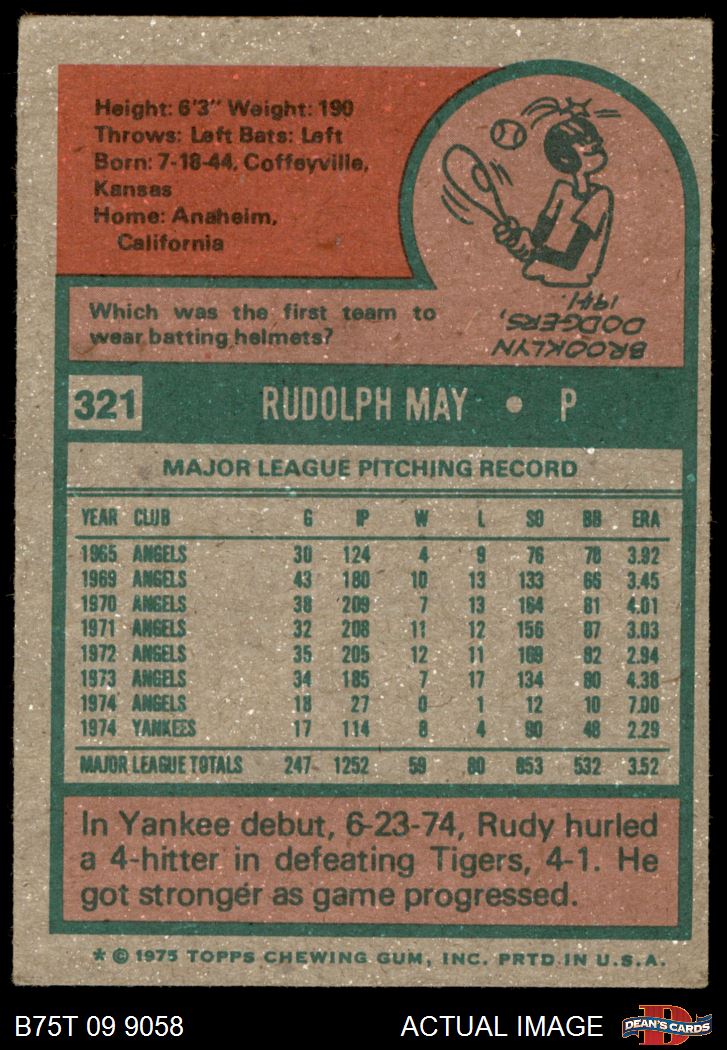 Height: 6'3" Weight: 190
Throws: Left Bats: Left
Born: 7-18-44, Coffeyville,
Kansas
Home: Anaheim,
California
Which was the first team to
wear batting helmets?
BROOKLYN
DODGERS,
1941.
321 RUDOLPH MAY • P
MAJOR LEAGUE PITCHING RECORD
YEAR CLUB G IP W L SO BB ERA
1965 ANGELS 30 124 4 9 76 78 3.92
1969 ANGELS 43 180 10 13 133 66 3.45
1970 ANGELS 38 209 7 13 164 81 4.01
1971 ANGELS 32 208 11 12 156 87 3.03
1972 ANGELS 35 205 12 11 169 82 2.94
1973 ANGELS 34 185 7 17 134 80 4.38
1974 ANGELS 18 27 0 1 12 10 7.00
1974 YANKEES 17 114 8 4 90 48 2.29
MAJOR LEAGUE TOTALS 247 1252 59 80 853 532 3.52
In Yankee debut, 6-23-74, Rudy hurled
a 4-hitter in defeating Tigers, 4-1. He
got stronger as game progressed.
* © 1975 TOPPS CHEWING GUM, INC. PRTD. IN U.S.A.
B75T 09 9058 ACTUAL IMAGE
DEAN'S CARDS